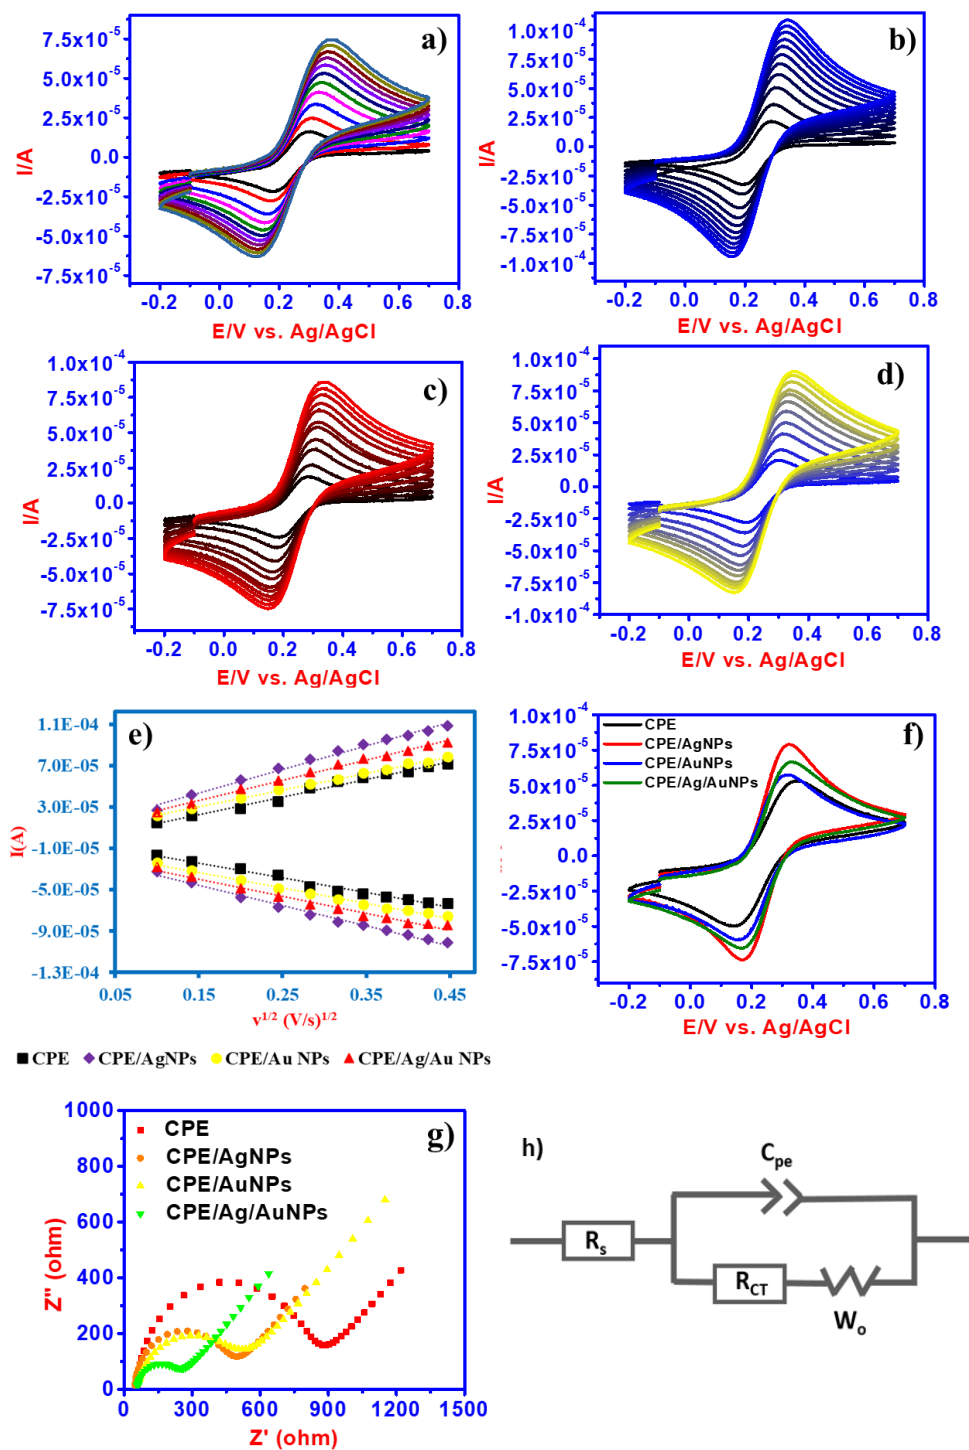 a)
7.5x10⁻⁵
5.0x10⁻⁵
2.5x10⁻⁵
0.0
-2.5x10⁻⁵
-5.0x10⁻⁵
-7.5x10⁻⁵
I/A
-0.2 0.0 0.2 0.4 0.6 0.8
E/V vs. Ag/AgCl
b)
1.0x10⁻⁴
7.5x10⁻⁵
5.0x10⁻⁵
2.5x10⁻⁵
0.0
-2.5x10⁻⁵
-5.0x10⁻⁵
-7.5x10⁻⁵
-1.0x10⁻⁴
I/A
-0.2 0.0 0.2 0.4 0.6 0.8
E/V vs. Ag/AgCl
c)
1.0x10⁻⁴
7.5x10⁻⁵
5.0x10⁻⁵
2.5x10⁻⁵
0.0
-2.5x10⁻⁵
-5.0x10⁻⁵
-7.5x10⁻⁵
I/A
-0.2 0.0 0.2 0.4 0.6 0.8
E/V vs. Ag/AgCl
d)
1.0x10⁻⁴
7.5x10⁻⁵
5.0x10⁻⁵
2.5x10⁻⁵
0.0
-2.5x10⁻⁵
-5.0x10⁻⁵
-7.5x10⁻⁵
-1.0x10⁻⁴
I/A
-0.2 0.0 0.2 0.4 0.6 0.8
E/V vs. Ag/AgCl
e)
1.1E-04
7.0E-05
3.0E-05
-1.0E-05
-5.0E-05
-9.0E-05
-1.3E-04
I(A)
0.05 0.15 0.25 0.35 0.45
v¹ᐟ² (V/s)¹ᐟ²
CPE CPE/AgNPs CPE/Au NPs CPE/Ag/Au NPs
f)
CPE
CPE/AgNPs
CPE/AuNPs
CPE/Ag/AuNPs
1.0x10⁻⁴
7.5x10⁻⁵
5.0x10⁻⁵
2.5x10⁻⁵
0.0
-2.5x10⁻⁵
-5.0x10⁻⁵
-7.5x10⁻⁵
-0.2 0.0 0.2 0.4 0.6 0.8
E/V vs. Ag/AgCl
g)
CPE
CPE/AgNPs
CPE/AuNPs
CPE/Ag/AuNPs
1000
800
600
400
200
0
Z'' (ohm)
0 300 600 900 1200 1500
Z' (ohm)
h)
Cpe
Rs
RCT
Wo